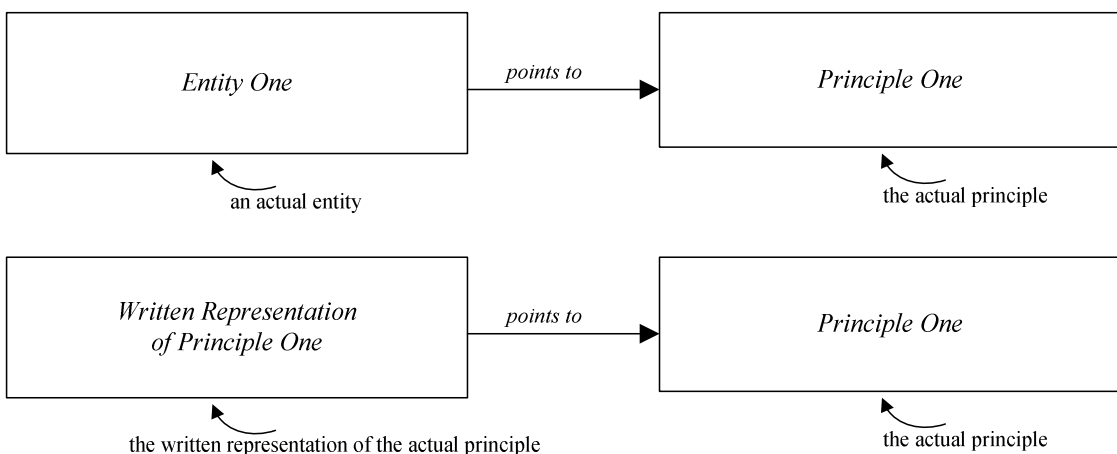 Entity One
points to
Principle One
an actual entity
the actual principle
Written Representation
of Principle One
points to
Principle One
the written representation of the actual principle
the actual principle